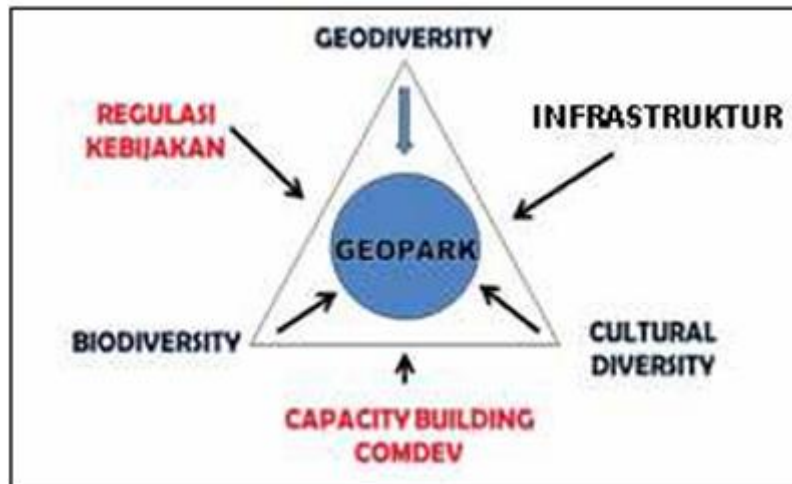 GEODIVERSITY
REGULASI
KEBIJAKAN
INFRASTRUKTUR
GEOPARK
BIODIVERSITY
CULTURAL
DIVERSITY
CAPACITY BUILDING
COMDEV